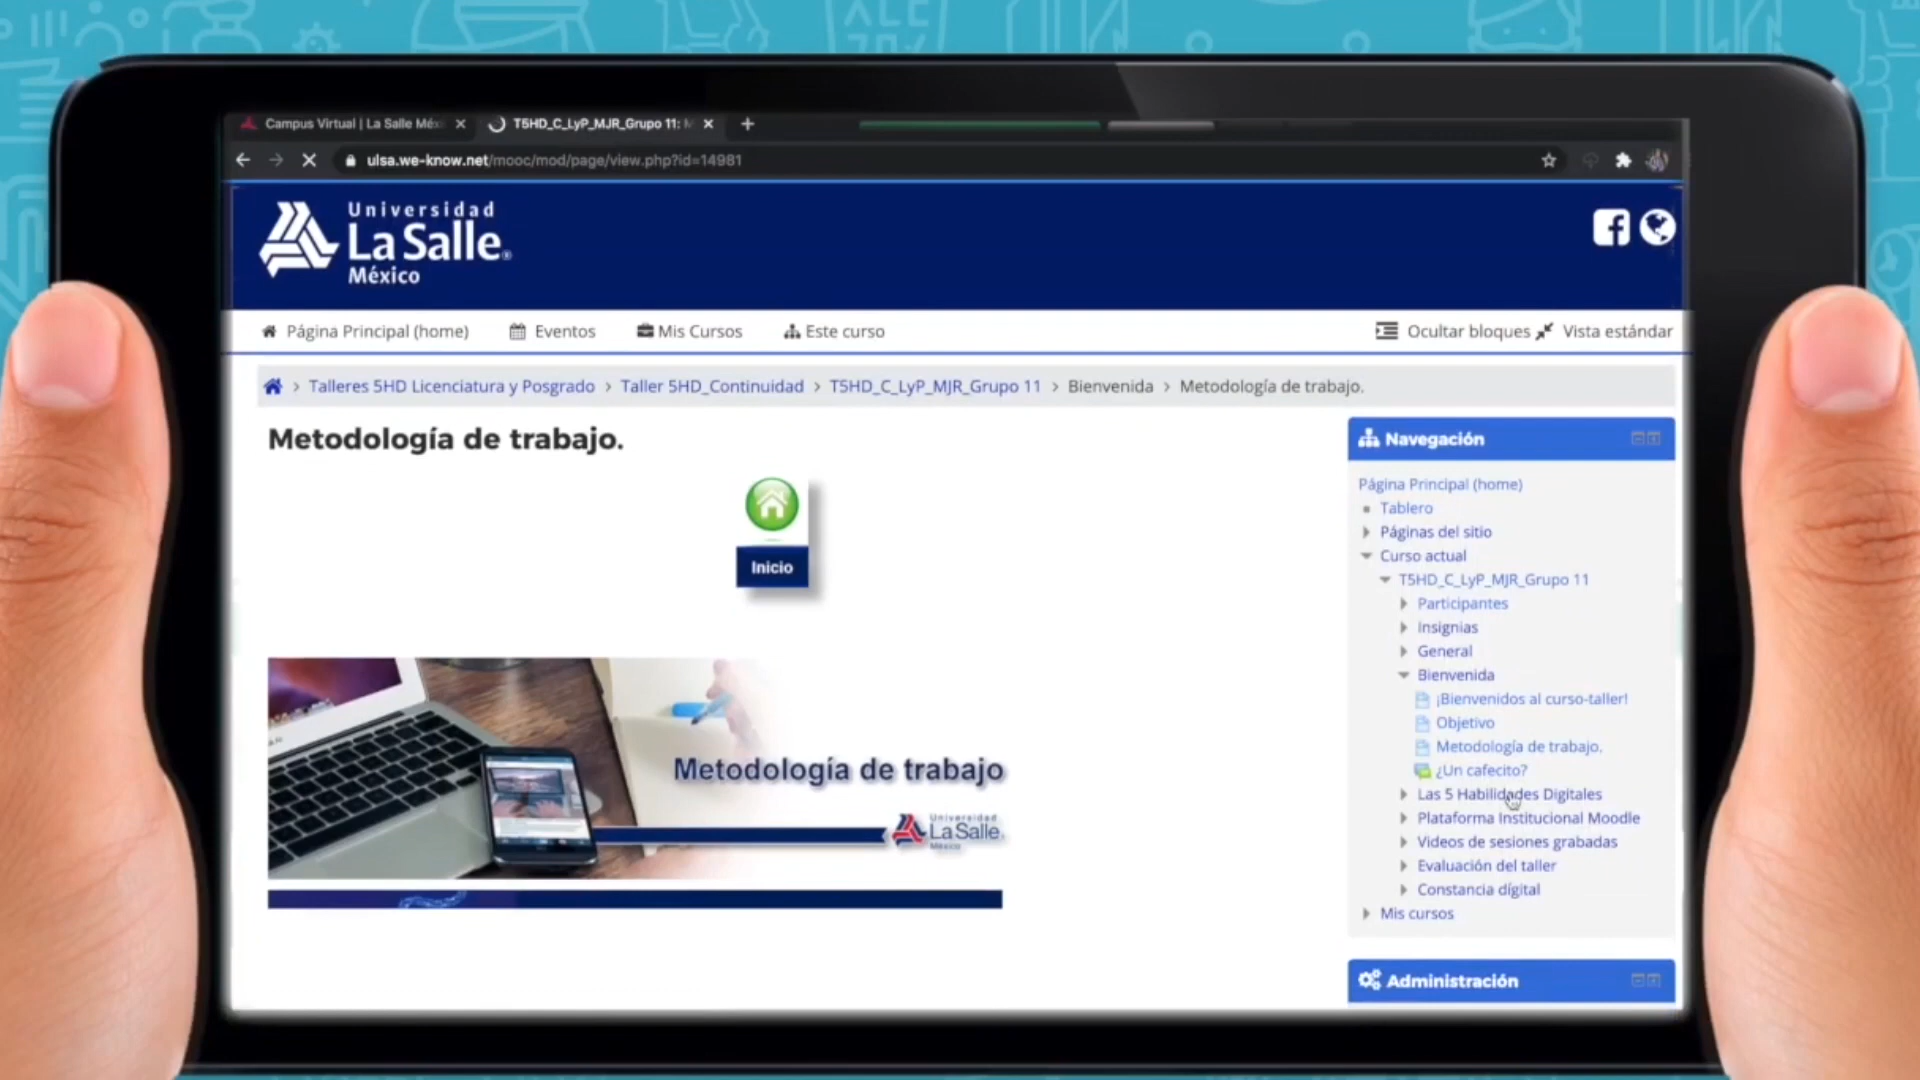 Campus Virtual | La Salle Méx
T5HD_C_LyP_MJR_Grupo 11: M
ulsa.we-know.net/mooc/mod/page/view.php?id=14981
Universidad
La Salle®
México
Página Principal (home)
Eventos
Mis Cursos
Este curso
Ocultar bloques
Vista estándar
Talleres 5HD Licenciatura y Posgrado > Taller 5HD_Continuidad > T5HD_C_LyP_MJR_Grupo 11 > Bienvenida > Metodología de trabajo.
Metodología de trabajo.
Inicio
Metodología de trabajo
Universidad
La Salle.
México
Navegación
Página Principal (home)
Tablero
Páginas del sitio
Curso actual
T5HD_C_LyP_MJR_Grupo 11
Participantes
Insignias
General
Bienvenida
¡Bienvenidos al curso-taller!
Objetivo
Metodología de trabajo.
¿Un cafecito?
Las 5 Habilidades Digitales
Plataforma Institucional Moodle
Videos de sesiones grabadas
Evaluación del taller
Constancia digital
Mis cursos
Administración